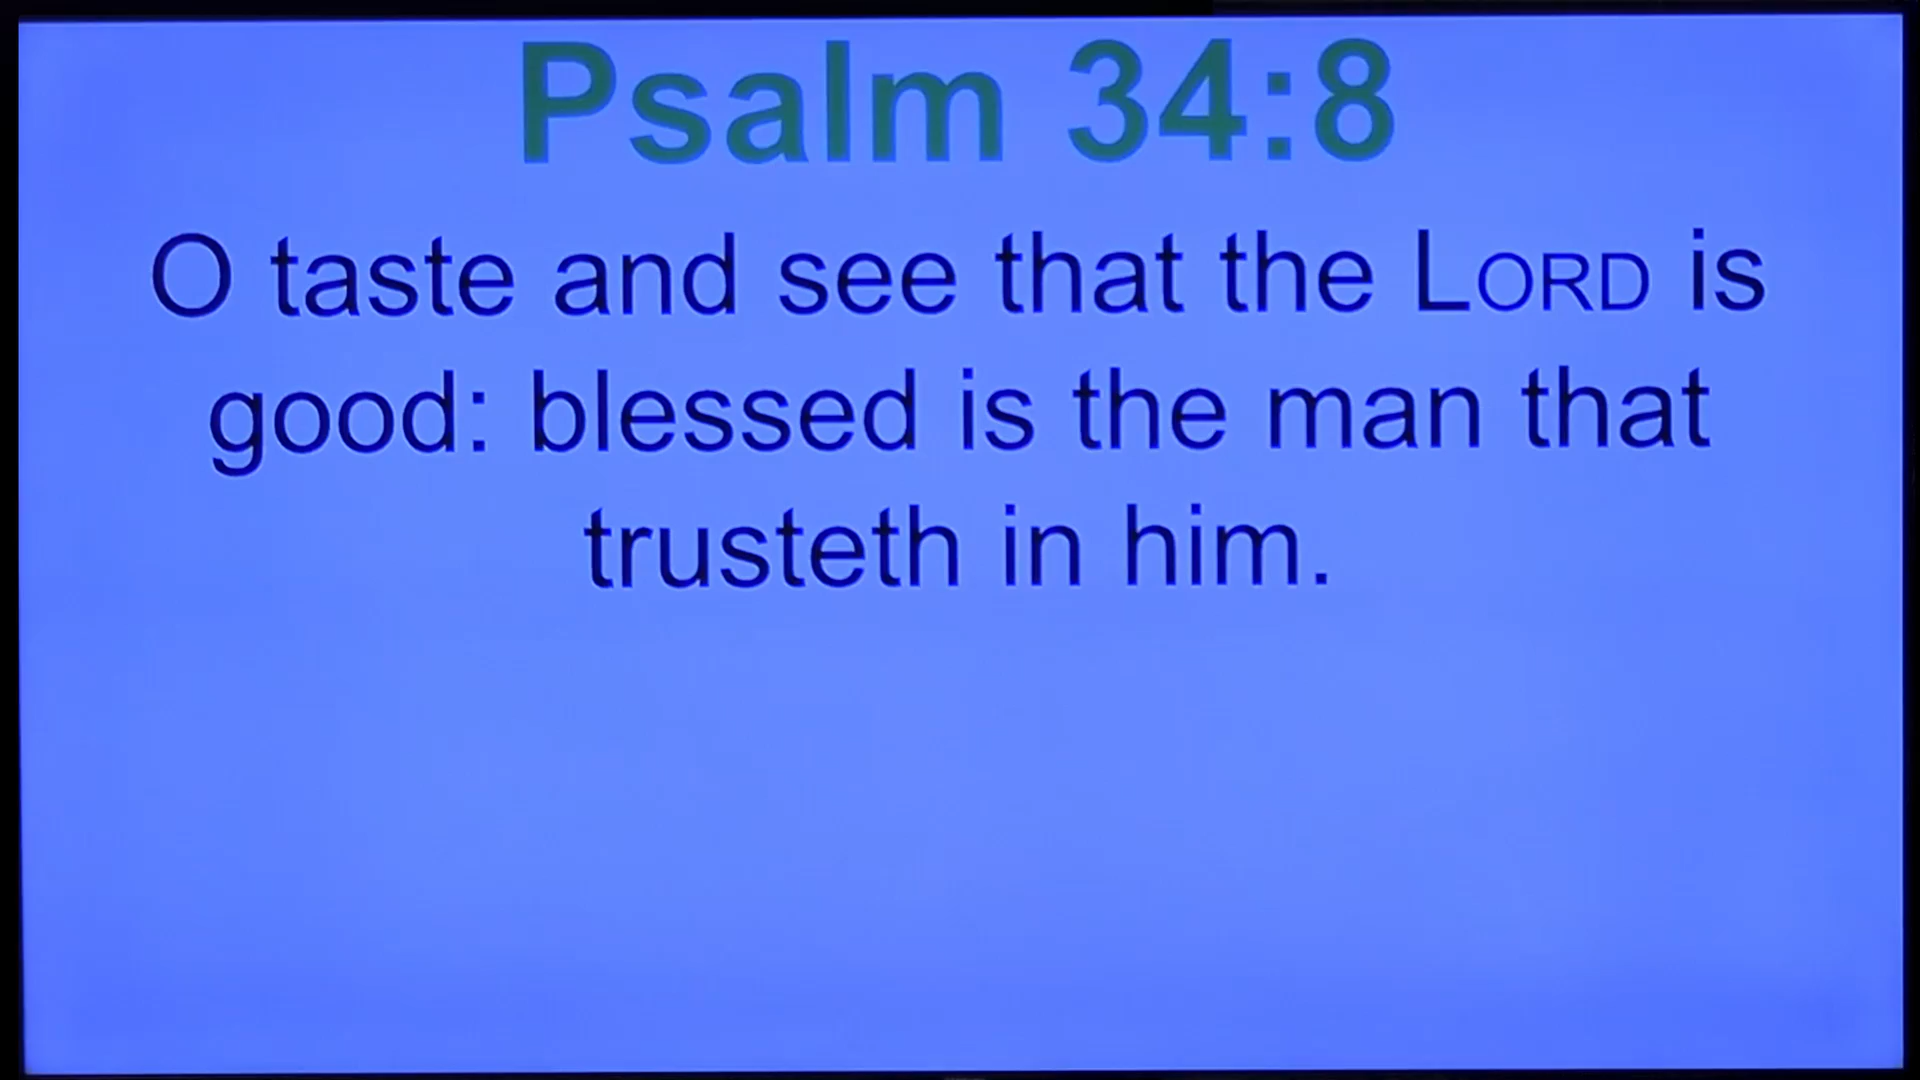 Psalm 34:8
O taste and see that the LORD is
good: blessed is the man that
trusteth in him.